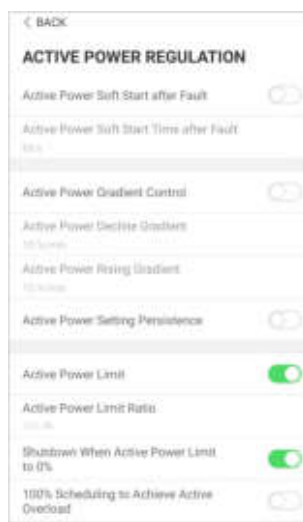 < BACK
ACTIVE POWER REGULATION
Active Power Soft Start after Fault
Active Power Soft Start Time after Fault
Active Power Gradient Control
Active Power Decline Gradient
Active Power Rising Gradient
Active Power Setting Persistence
Active Power Limit
Active Power Limit Ratio
Shutdown When Active Power Limit
to 0%
100% Scheduling to Achieve Active
Overload